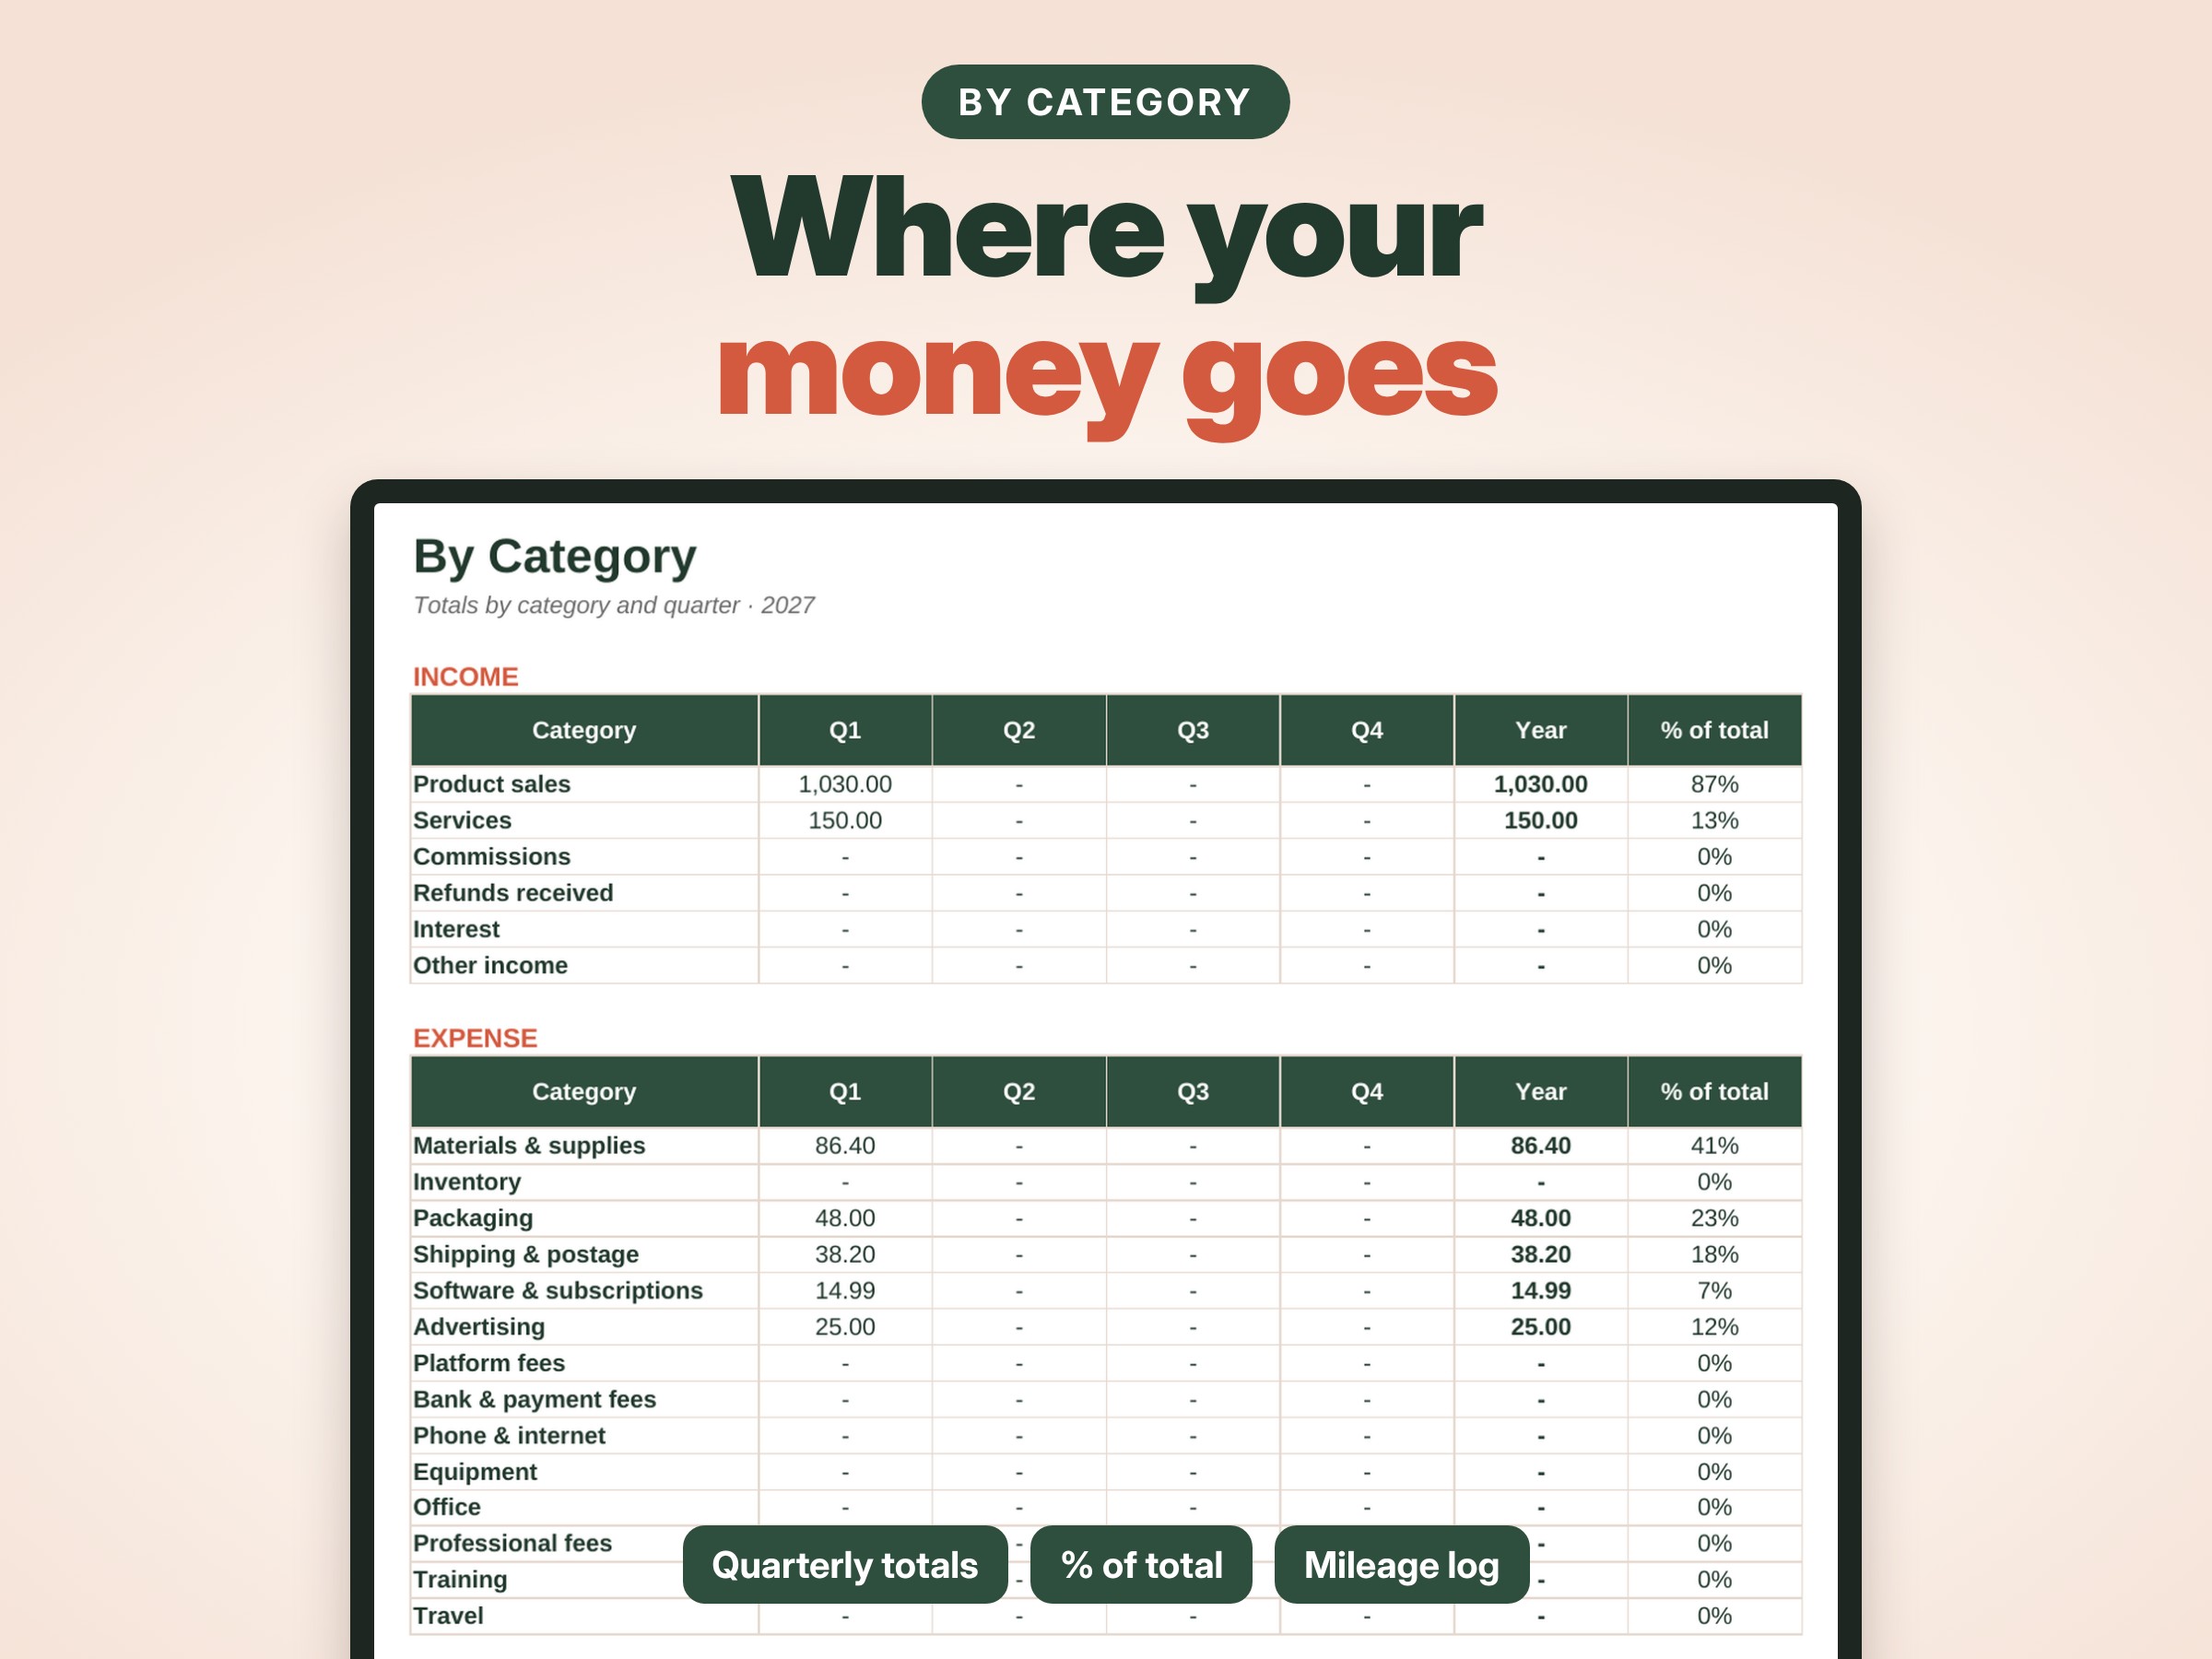 BY CATEGORY
Where your
money goes
By Category
Totals by category and quarter · 2027
INCOME
Category Q1 Q2 Q3 Q4 Year % of total
Product sales 1,030.00 - - - 1,030.00 87%
Services 150.00 - - - 150.00 13%
Commissions - - - - - 0%
Refunds received - - - - - 0%
Interest - - - - - 0%
Other income - - - - - 0%
EXPENSE
Category Q1 Q2 Q3 Q4 Year % of total
Materials & supplies 86.40 - - - 86.40 41%
Inventory - - - - - 0%
Packaging 48.00 - - - 48.00 23%
Shipping & postage 38.20 - - - 38.20 18%
Software & subscriptions 14.99 - - - 14.99 7%
Advertising 25.00 - - - 25.00 12%
Platform fees - - - - - 0%
Bank & payment fees - - - - - 0%
Phone & internet - - - - - 0%
Equipment - - - - - 0%
Office - - - - - 0%
Professional fees - - 0%
Quarterly totals % of total Mileage log
Training - - 0%
Travel - - - - - 0%